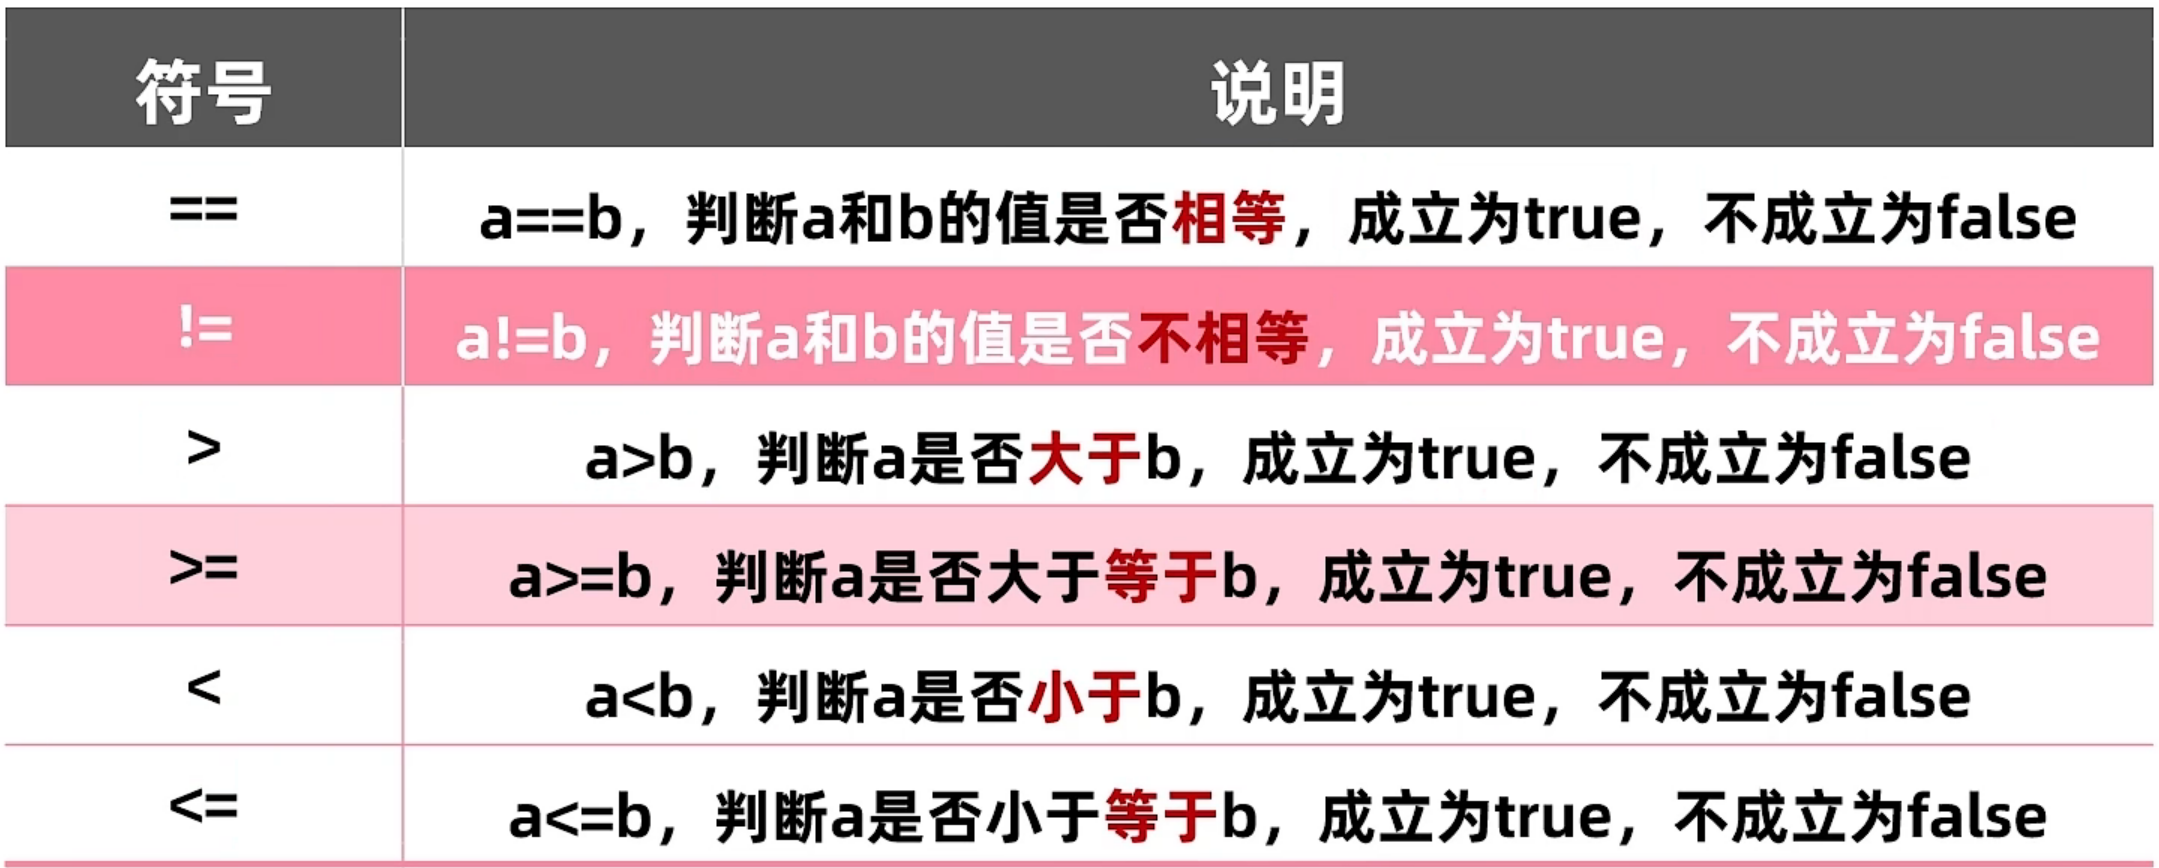 符号 说明
== a==b，判断a和b的值是否相等，成立为true，不成立为false
!= a!=b，判断a和b的值是否不相等，成立为true，不成立为false
> a>b，判断a是否大于b，成立为true，不成立为false
>= a>=b，判断a是否大于等于b，成立为true，不成立为false
< a<b，判断a是否小于b，成立为true，不成立为false
<= a<=b，判断a是否小于等于b，成立为true，不成立为false